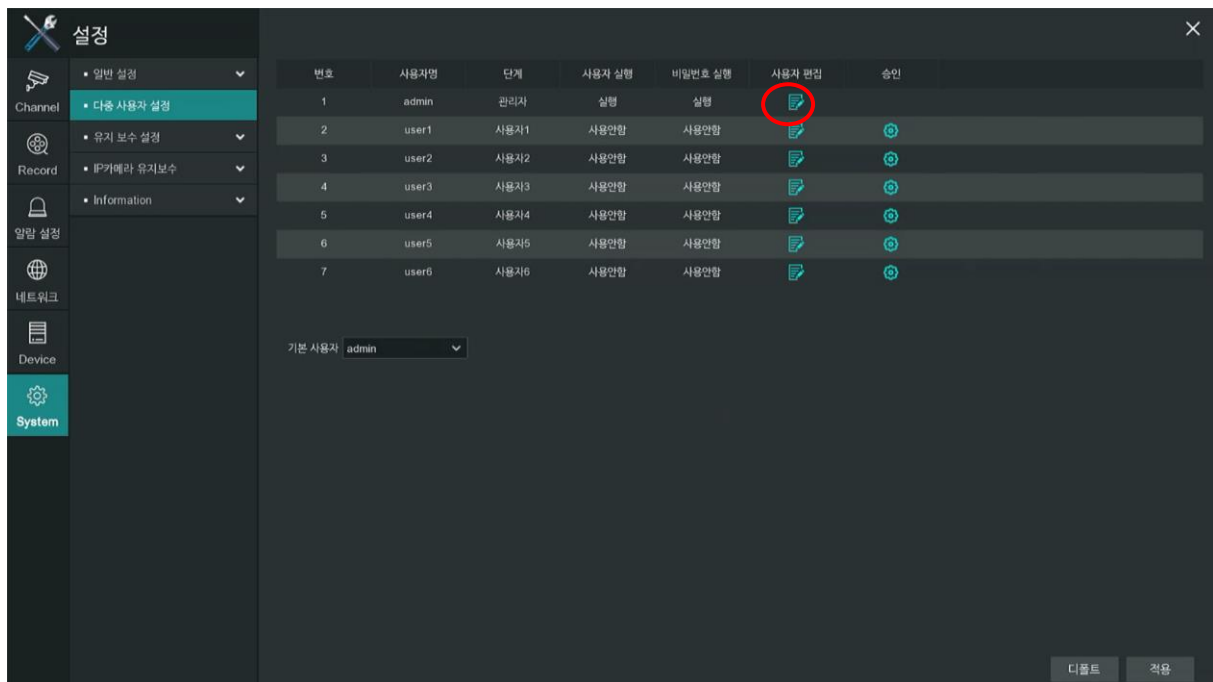 설정
Channel
Record
알람 설정
네트워크
Device
System
일반 설정
다중 사용자 설정
유지 보수 설정
IP카메라 유지보수
Information
번호 사용자명 단계 사용자 실행 비밀번호 실행 사용자 편집 승인
1 admin 관리자 실행 실행
2 user1 사용자1 사용안함 사용안함
3 user2 사용자2 사용안함 사용안함
4 user3 사용자3 사용안함 사용안함
5 user4 사용자4 사용안함 사용안함
6 user5 사용자5 사용안함 사용안함
7 user6 사용자6 사용안함 사용안함
기본 사용자 admin
디폴트 적용